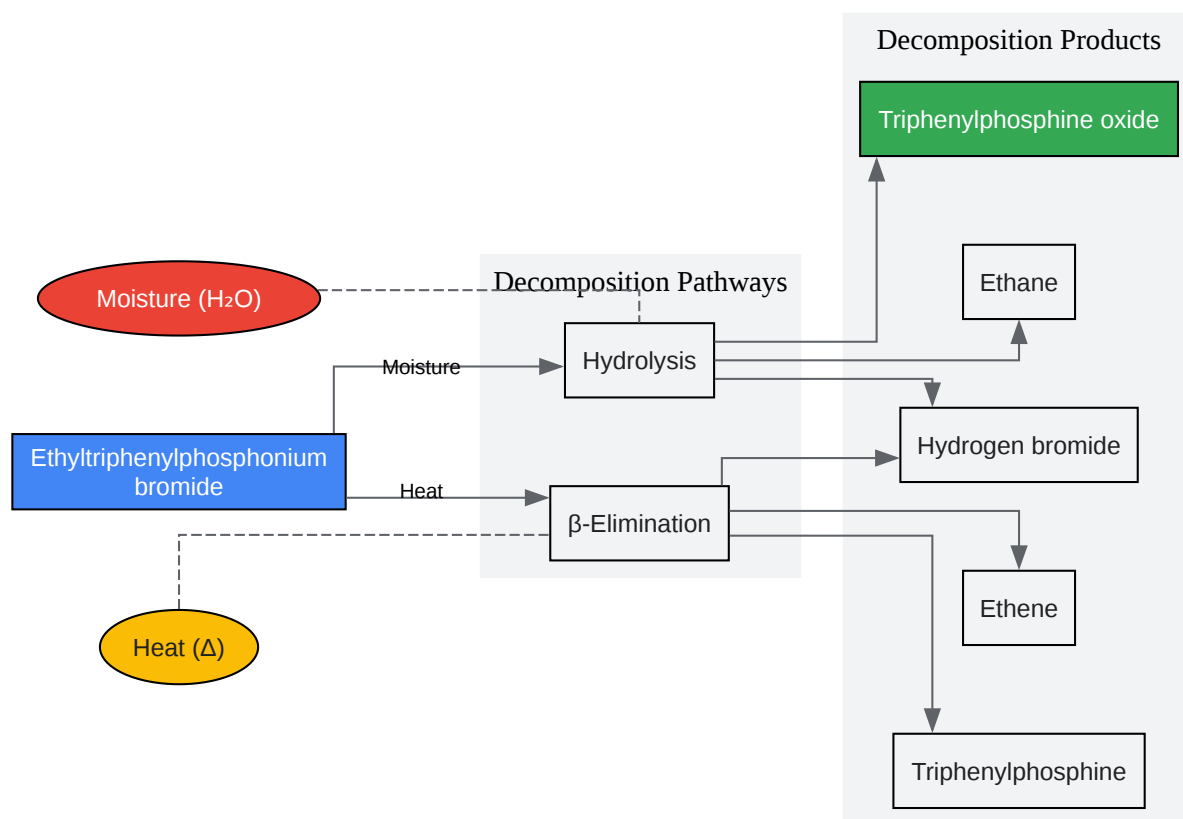 Decomposition Products
Triphenylphosphine oxide
Ethane
Decomposition Pathways
Moisture (H₂O)
Hydrolysis
Moisture
Hydrogen bromide
Ethyltriphenylphosphonium
bromide
Heat
β-Elimination
Ethene
Heat (Δ)
Triphenylphosphine